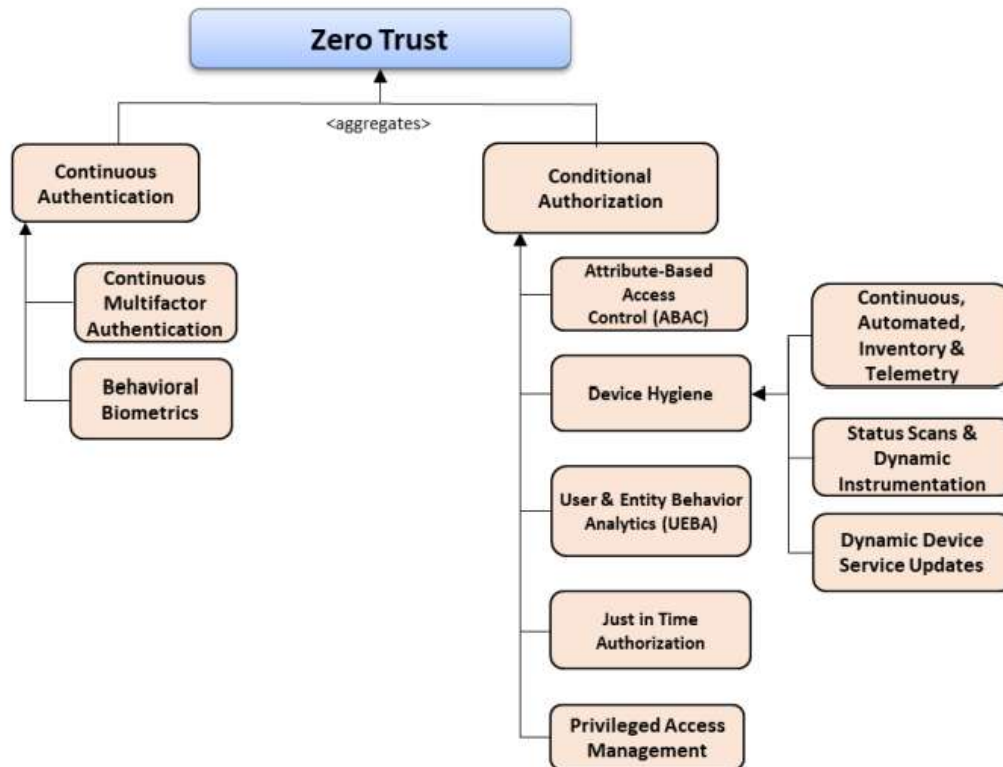 Zero Trust
<aggregates>
Continuous
Authentication
Conditional
Authorization
Continuous
Multifactor
Authentication
Behavioral
Biometrics
Attribute-Based
Access
Control (ABAC)
Device Hygiene
User & Entity Behavior
Analytics (UEBA)
Just in Time
Authorization
Privileged Access
Management
Continuous,
Automated,
Inventory &
Telemetry
Status Scans &
Dynamic
Instrumentation
Dynamic Device
Service Updates